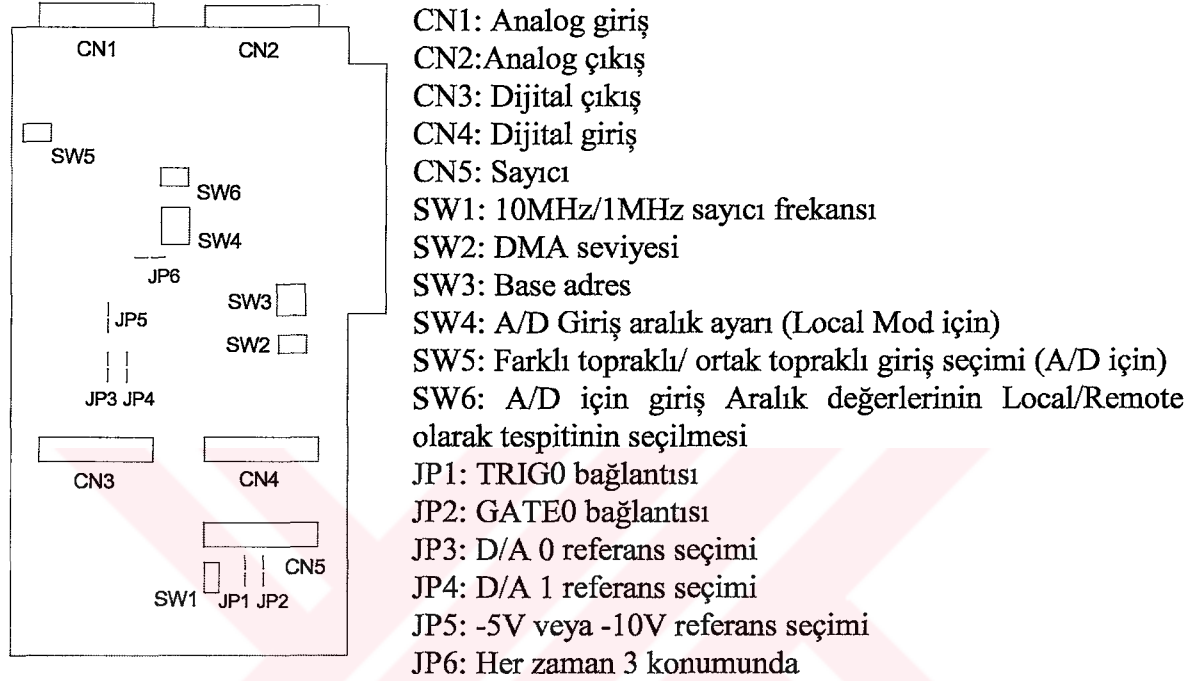 CN1
CN2
SW5
SW6
SW4
JP6
SW3
JP5
SW2
JP3 JP4
CN3
CN4
CN5
SW1
JP1 JP2
CN1: Analog giriş
CN2:Analog çıkış
CN3: Dijital çıkış
CN4: Dijital giriş
CN5: Sayıcı
SW1: 10MHz/1MHz sayıcı frekansı
SW2: DMA seviyesi
SW3: Base adres
SW4: A/D Giriş aralık ayarı (Local Mod için)
SW5: Farklı topraklı/ ortak topraklı giriş seçimi (A/D için)
SW6: A/D için giriş Aralık değerlerinin Local/Remote
olarak tespitinin seçilmesi
JP1: TRIG0 bağlantısı
JP2: GATE0 bağlantısı
JP3: D/A 0 referans seçimi
JP4: D/A 1 referans seçimi
JP5: -5V veya -10V referans seçimi
JP6: Her zaman 3 konumunda